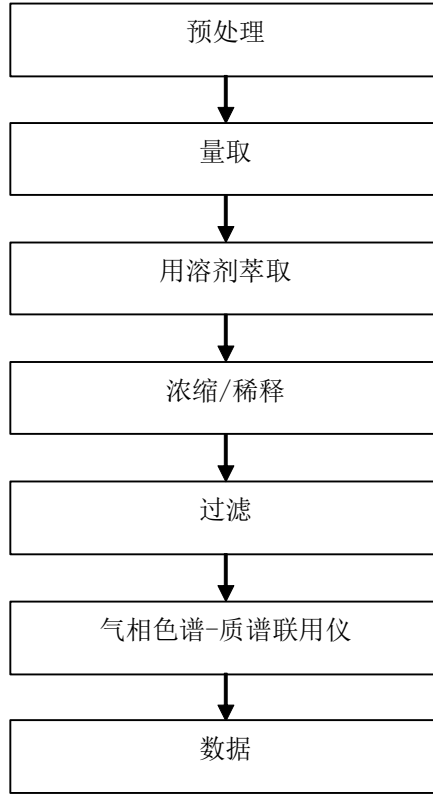 预处理
量取
用溶剂萃取
浓缩/稀释
过滤
气相色谱-质谱联用仪
数据